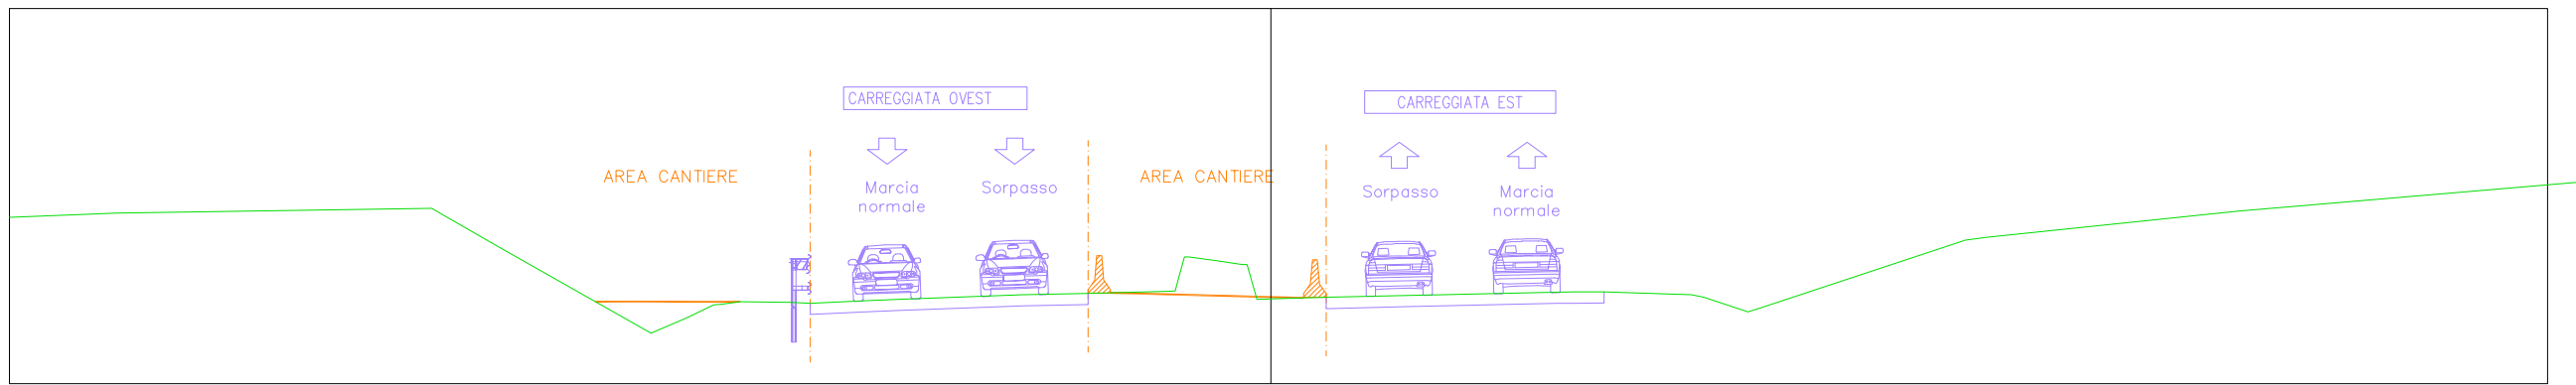 CARREGGIATA OVEST
CARREGGIATA EST
AREA CANTIERE
Marcia
normale
Sorpasso
AREA CANTIERE
Sorpasso
Marcia
normale